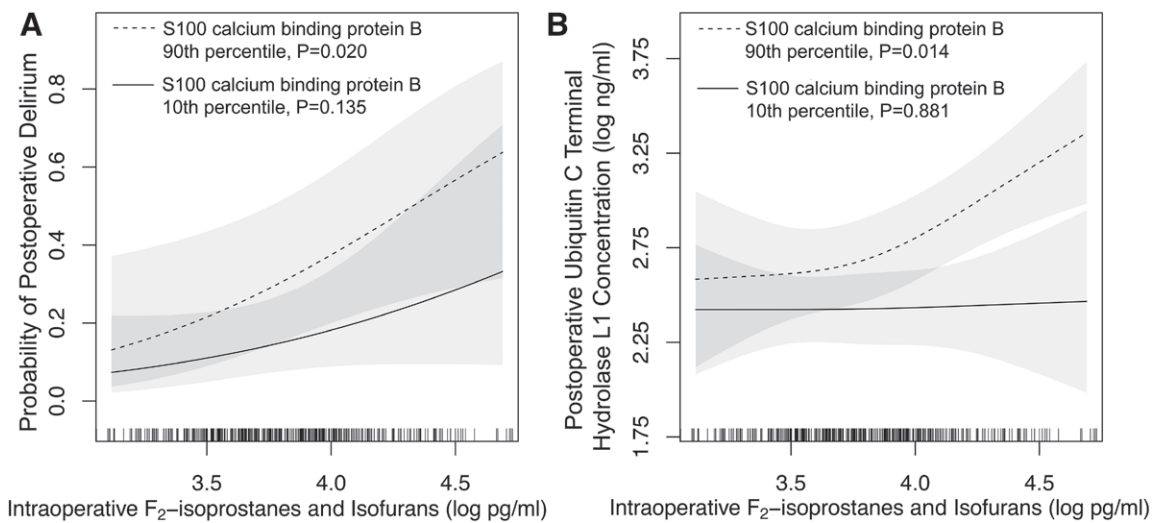 A
S100 calcium binding protein B
90th percentile, P=0.020
S100 calcium binding protein B
10th percentile, P=0.135
Probability of Postoperative Delirium
0.8
0.6
0.4
0.2
0.0
3.5 4.0 4.5
Intraoperative F2–isoprostanes and Isofurans (log pg/ml)
B
S100 calcium binding protein B
90th percentile, P=0.014
S100 calcium binding protein B
10th percentile, P=0.881
Postoperative Ubiquitin C Terminal
Hydrolase L1 Concentration (log ng/ml)
3.75
3.25
2.75
2.25
1.75
3.5 4.0 4.5
Intraoperative F2–isoprostanes and Isofurans (log pg/ml)